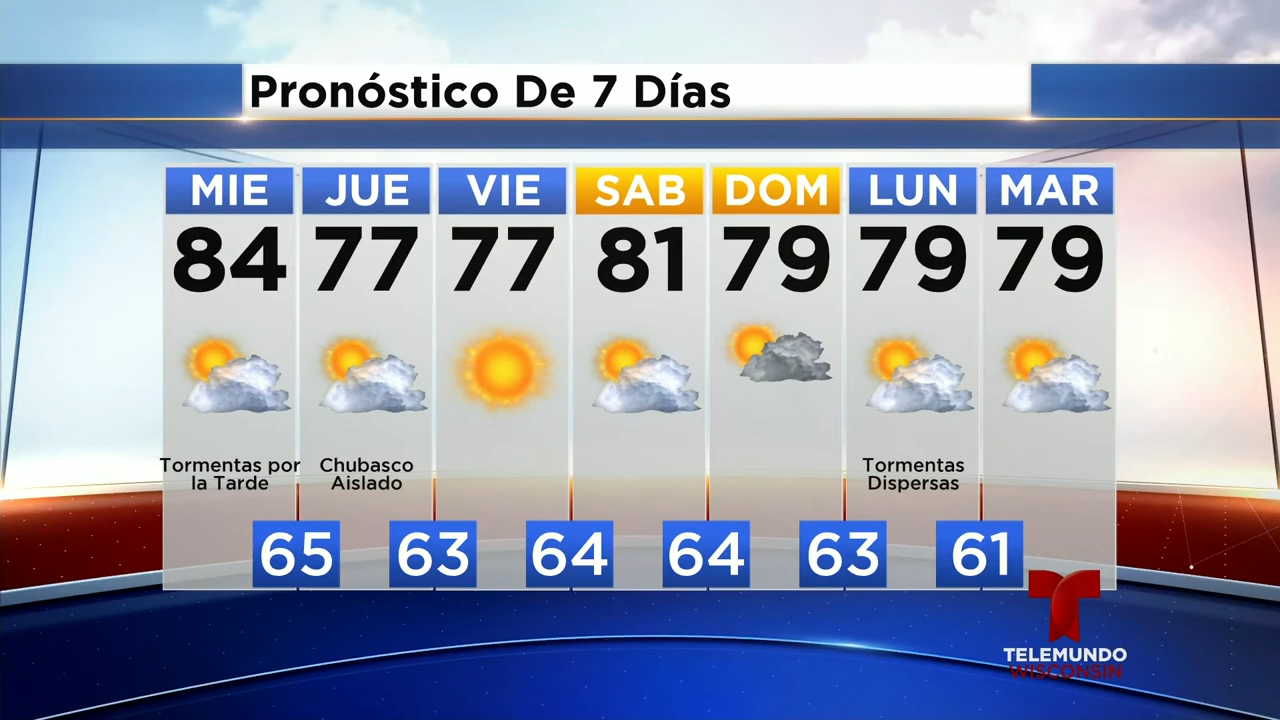 Pronóstico De 7 Días
MIE JUE VIE SAB DOM LUN MAR
84 77 77 81 79 79 79
Tormentas por
la Tarde
Chubasco
Aislado
Tormentas
Dispersas
65 63 64 64 63 61
TELEMUNDO
WISCONSIN